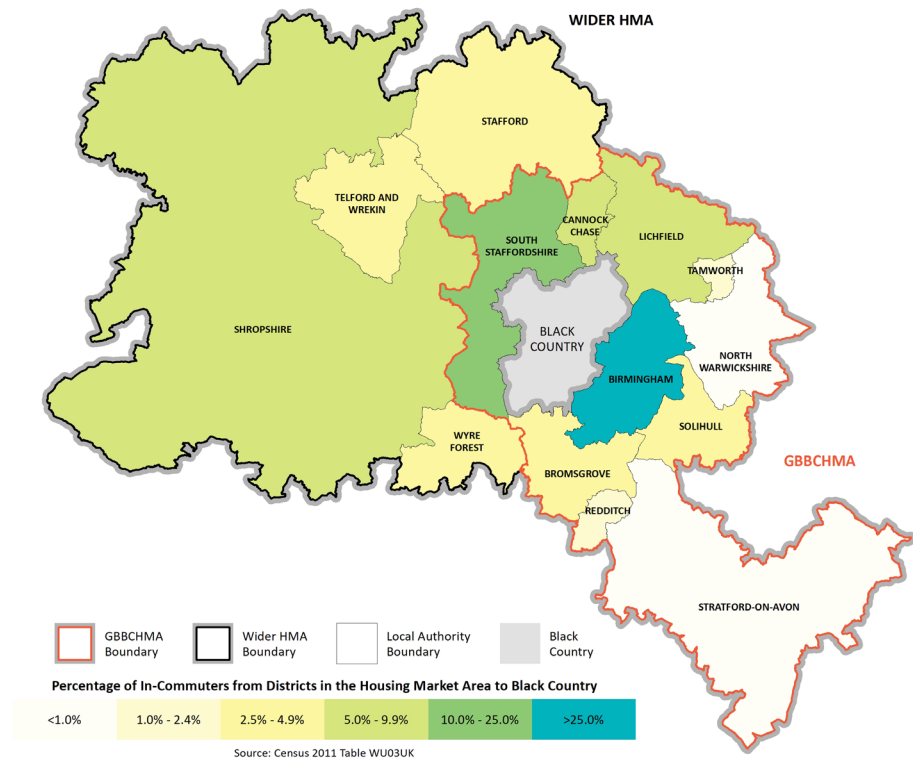 WIDER HMA
STAFFORD
TELFORD AND
WREKIN
CANNOCK
CHASE
LICHFIELD
SOUTH
STAFFORDSHIRE
TAMWORTH
SHROPSHIRE
BLACK
COUNTRY
NORTH
WARWICKSHIRE
BIRMINGHAM
SOLIHULL
WYRE
FOREST
GBBCHMA
BROMSGROVE
REDDITCH
STRATFORD-ON-AVON
GBBCHMA
Boundary
Wider HMA
Boundary
Local Authority
Boundary
Black
Country
Percentage of In-Commuters from Districts in the Housing Market Area to Black Country
<1.0%
1.0% - 2.4%
2.5% - 4.9%
5.0% - 9.9%
10.0% - 25.0%
>25.0%
Source: Census 2011 Table WU03UK